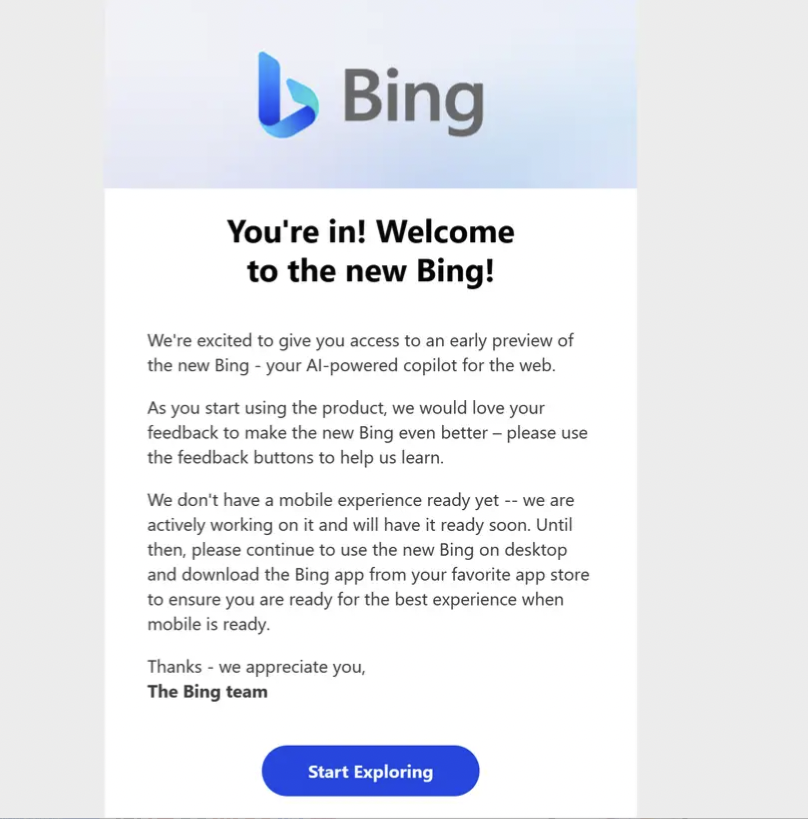 Bing
You're in! Welcome
to the new Bing!
We're excited to give you access to an early preview of
the new Bing - your AI-powered copilot for the web.
As you start using the product, we would love your
feedback to make the new Bing even better – please use
the feedback buttons to help us learn.
We don't have a mobile experience ready yet -- we are
actively working on it and will have it ready soon. Until
then, please continue to use the new Bing on desktop
and download the Bing app from your favorite app store
to ensure you are ready for the best experience when
mobile is ready.
Thanks - we appreciate you,
The Bing team
Start Exploring